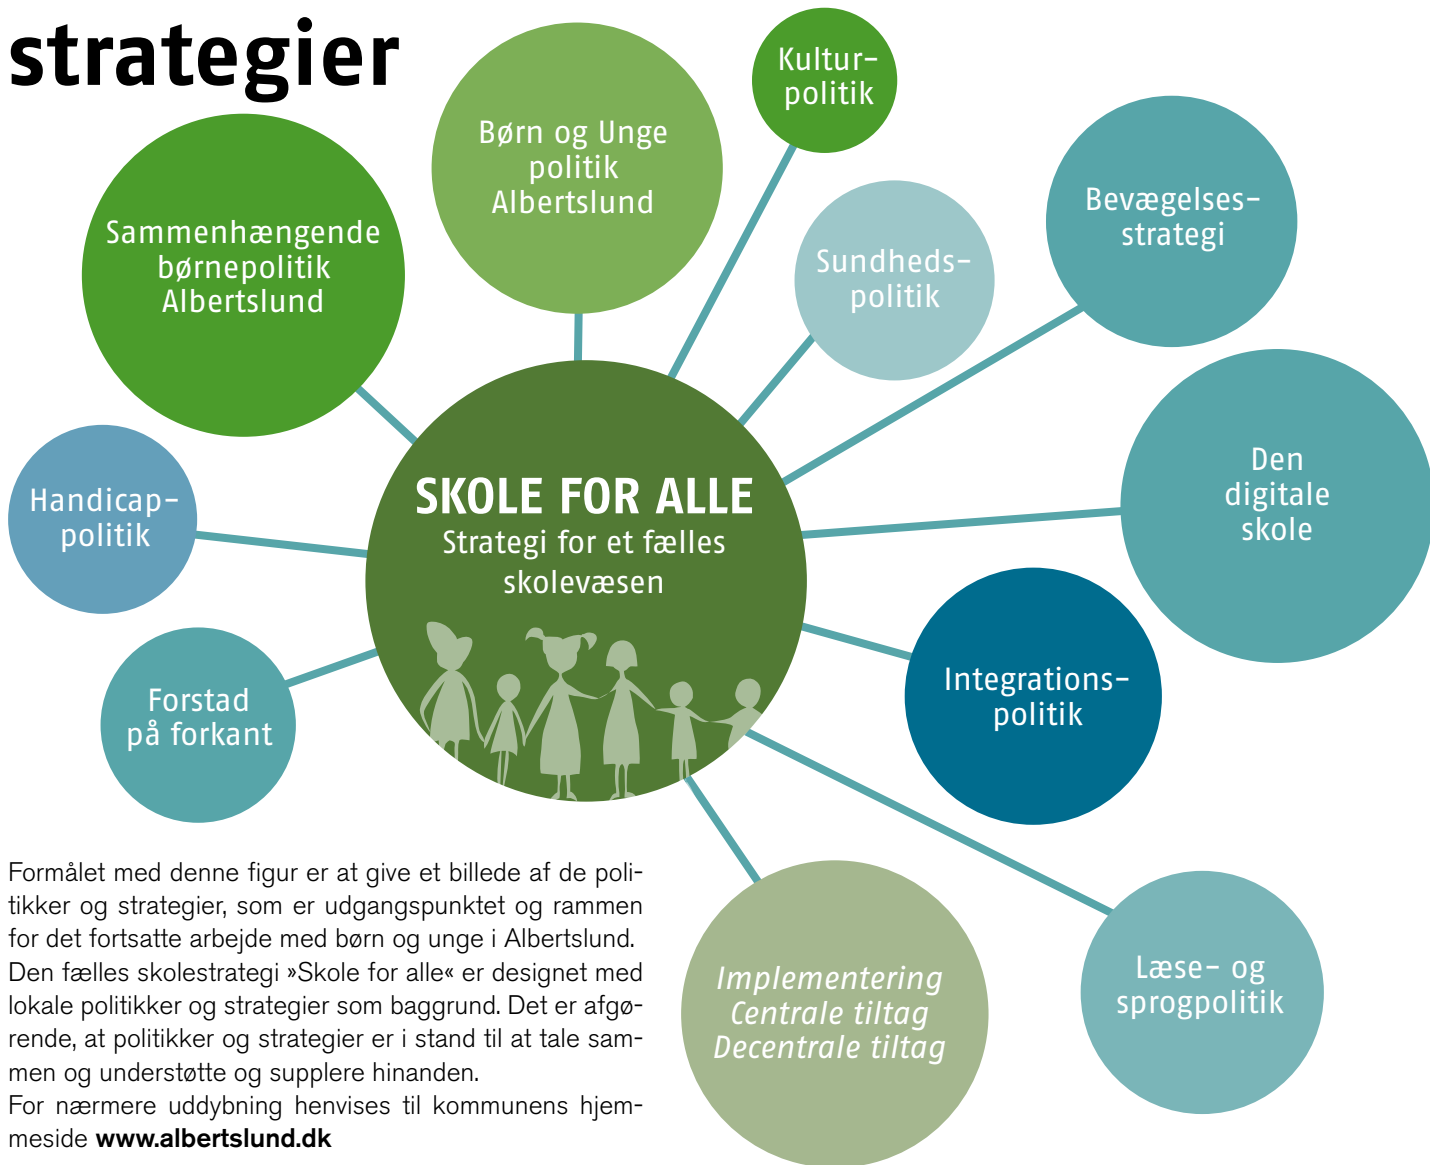 strategier
Kultur-
politik
Børn og Unge
politik
Albertslund
Bevægelses-
strategi
Sammenhængende
børnepolitik
Albertslund
Sundheds-
politik
Den
digitale
skole
Handicap-
politik
SKOLE FOR ALLE
Strategi for et fælles
skolevæsen
Integrations-
politik
Forstad
på forkant
Formålet med denne figur er at give et billede af de poli-
tikker og strategier, som er udgangspunktet og rammen
for det fortsatte arbejde med børn og unge i Albertslund.
Den fælles skolestrategi »Skole for alle« er designet med
lokale politikker og strategier som baggrund. Det er afgø-
rende, at politikker og strategier er i stand til at tale sam-
men og understøtte og supplere hinanden.
For nærmere uddybning henvises til kommunens hjem-
meside www.albertslund.dk
Implementering
Centrale tiltag
Decentrale tiltag
Læse- og
sprogpolitik